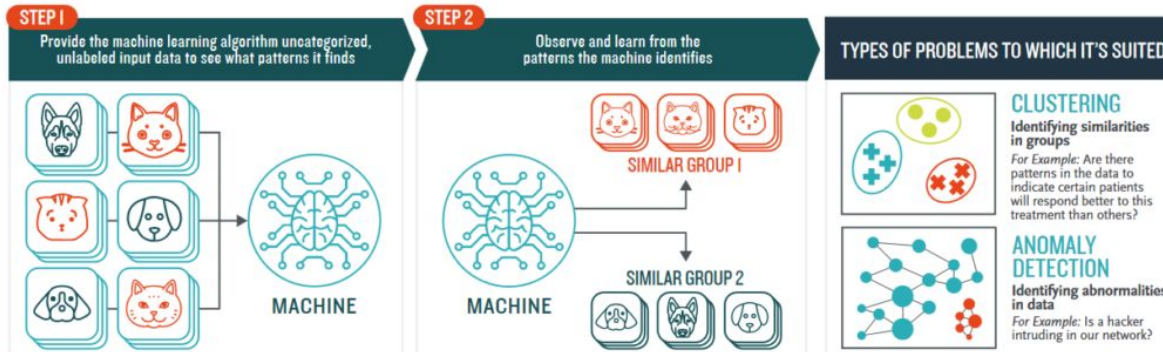 STEP 1
Provide the machine learning algorithm uncategorized,
unlabeled input data to see what patterns it finds
MACHINE
STEP 2
Observe and learn from the
patterns the machine identifies
SIMILAR GROUP 1
MACHINE
SIMILAR GROUP 2
TYPES OF PROBLEMS TO WHICH IT'S SUITED
CLUSTERING
Identifying similarities
in groups
For Example: Are there
patterns in the data to
indicate certain patients
will respond better to this
treatment than others?
ANOMALY
DETECTION
Identifying abnormalities
in data
For Example: Is a hacker
intruding in our network?